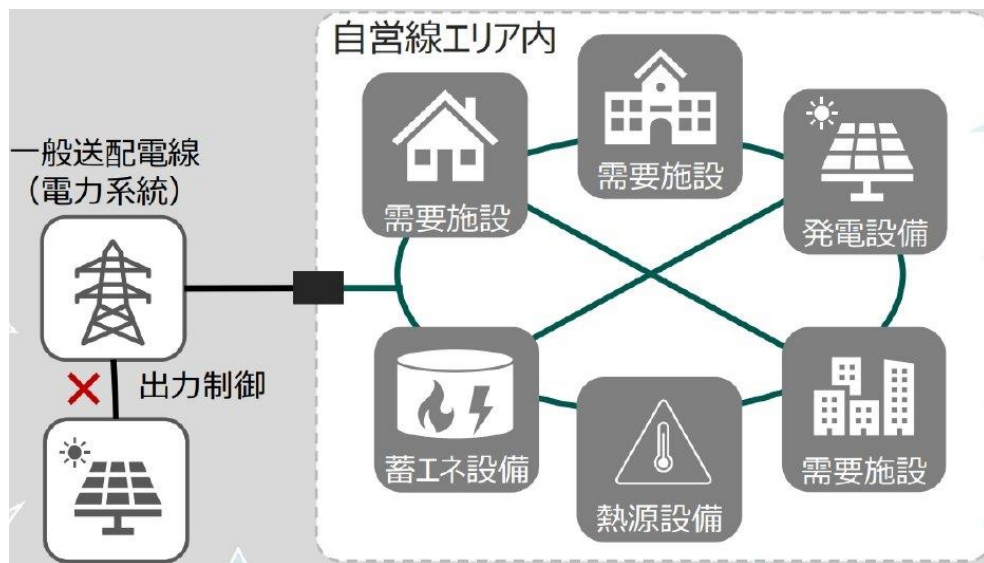 自営線エリア内
一般送配電線
（電力系統）
需要施設
需要施設
発電設備
出力制御
蓄エネ設備
熱源設備
需要施設